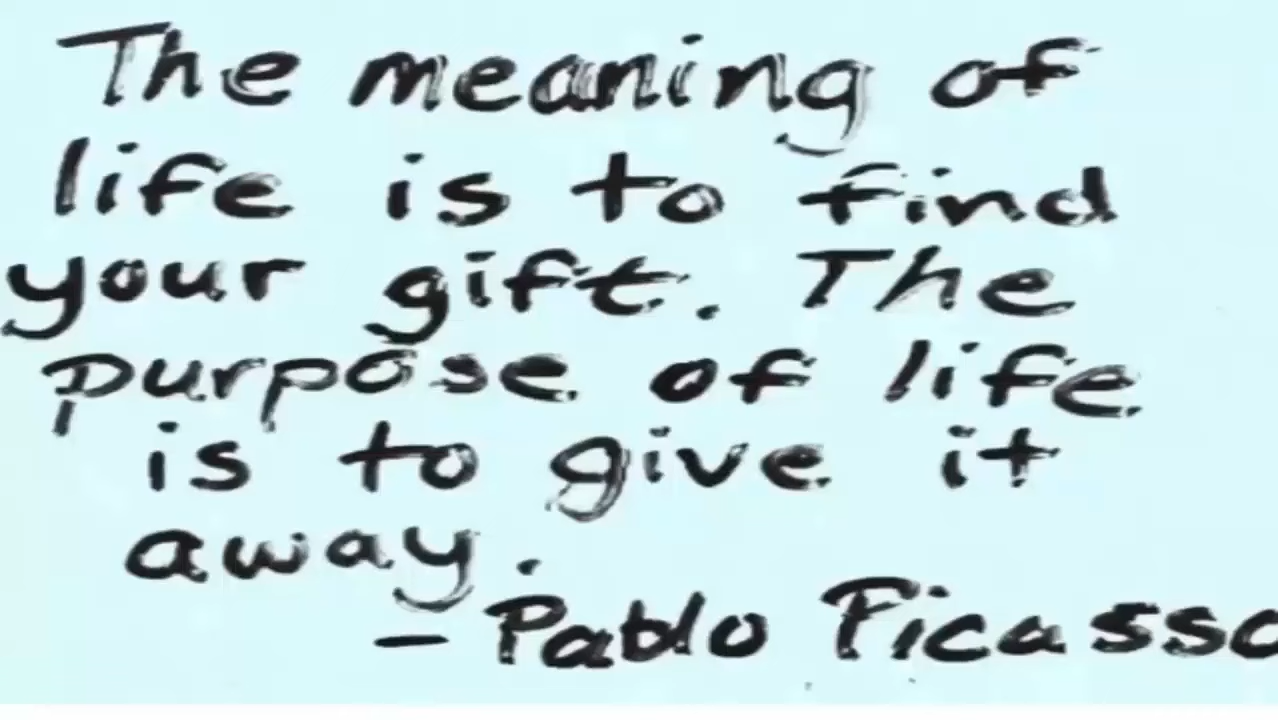 The meaning of
life is to find
your gift. The
purpose of life
is to give it
away.
- Pablo Picasso